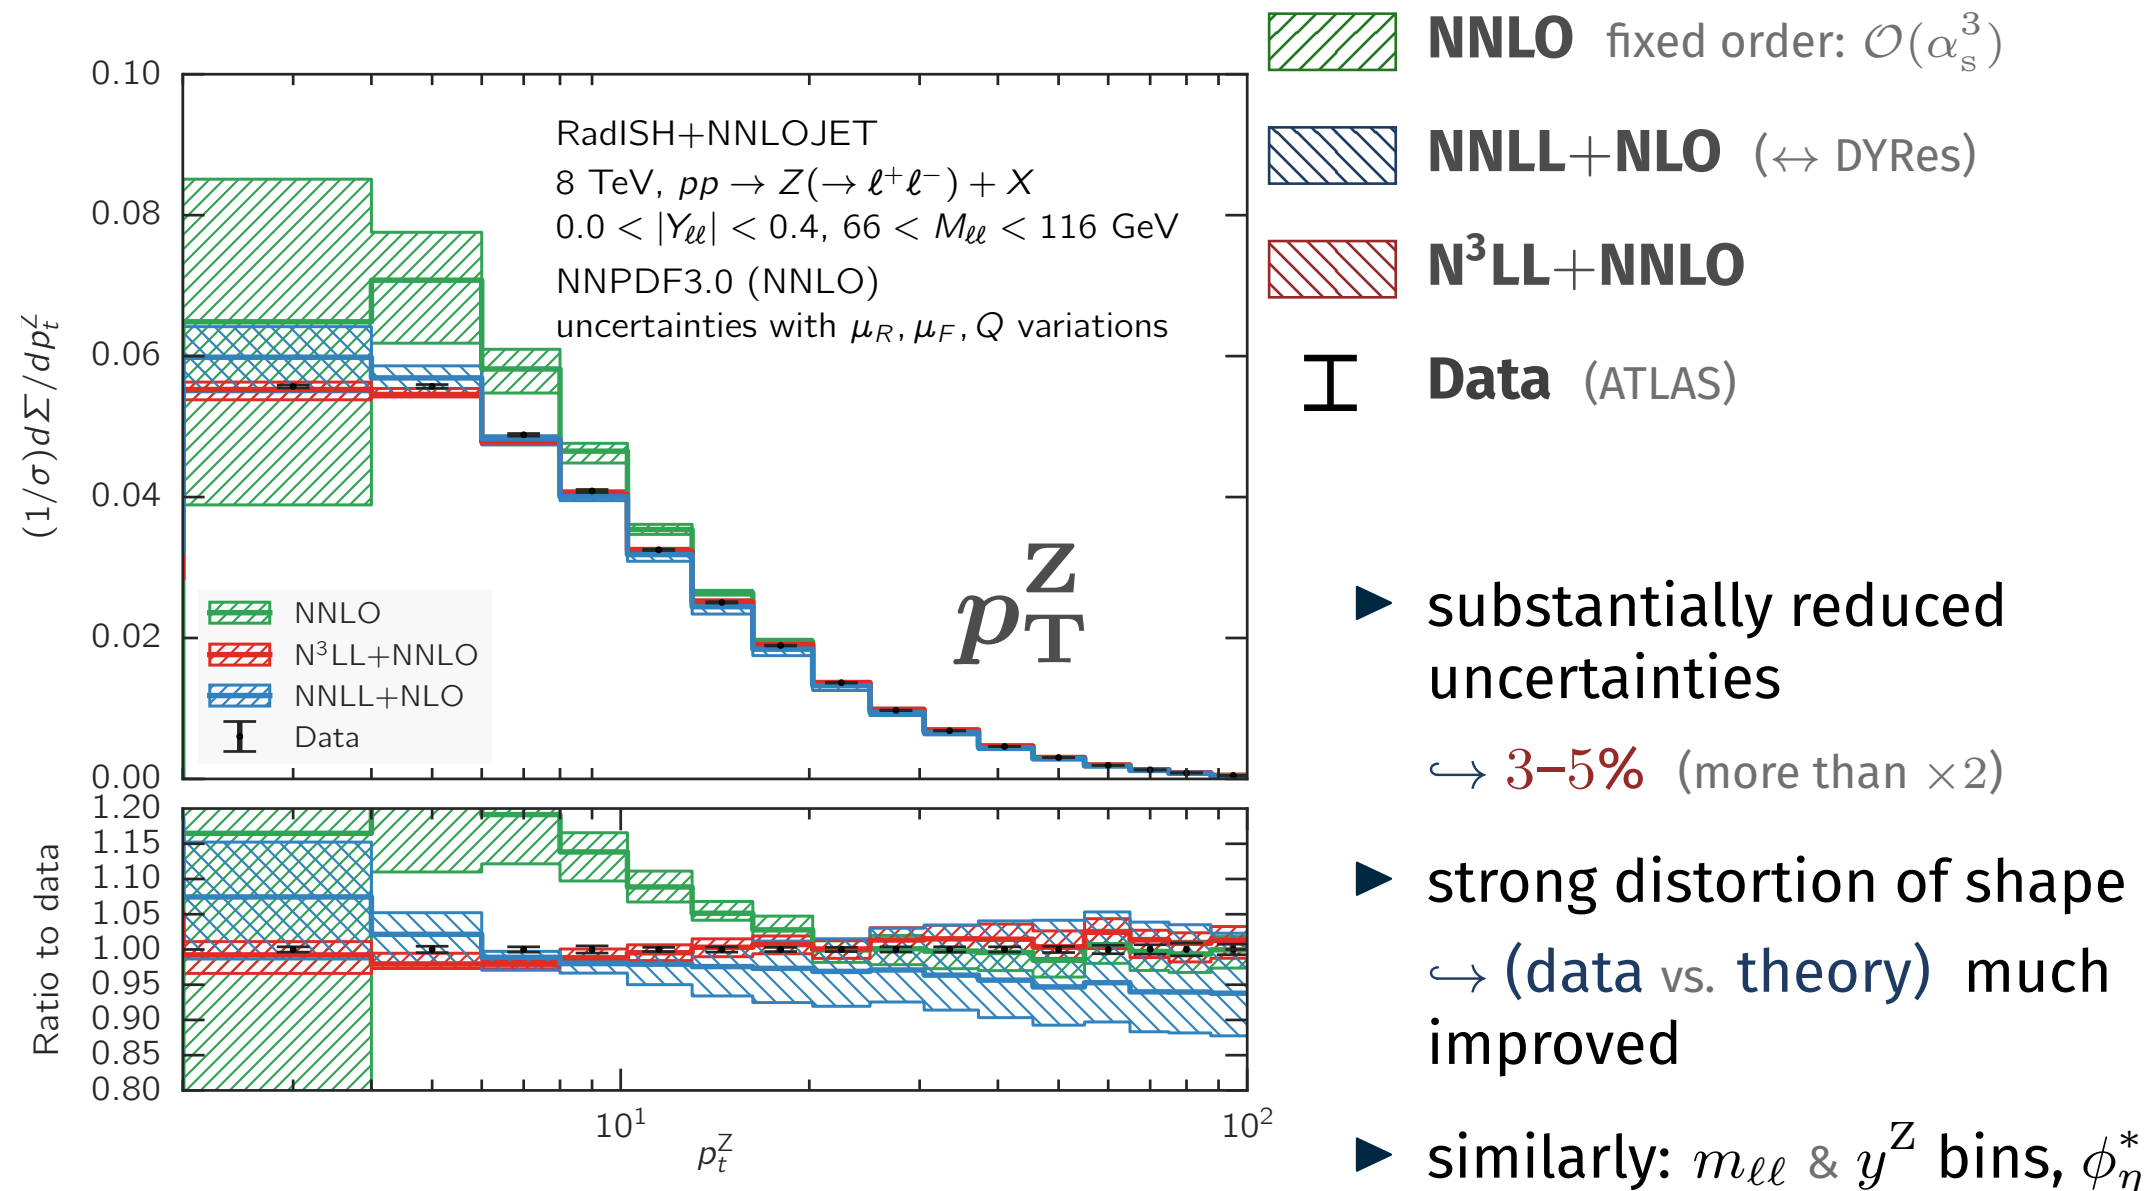 NNLO fixed order: 𝒪(α_s^3)
NNLL+NLO (↔ DYRes)
N³LL+NNLO
Data (ATLAS)
0.10
0.08
0.06
0.04
0.02
0.00
(1/σ)dΣ/dp_t^Z
RadISH+NNLOJET
8 TeV, pp → Z(→ ℓ⁺ℓ⁻) + X
0.0 < |Y_ℓℓ| < 0.4, 66 < M_ℓℓ < 116 GeV
NNPDF3.0 (NNLO)
uncertainties with μ_R, μ_F, Q variations
p_T^Z
NNLO
N³LL+NNLO
NNLL+NLO
Data
1.20
1.15
1.10
1.05
1.00
0.95
0.90
0.85
0.80
Ratio to data
10¹
10²
p_t^Z
▶ substantially reduced
uncertainties
↪ 3–5% (more than ×2)
▶ strong distortion of shape
↪ (data vs. theory) much
improved
▶ similarly: m_ℓℓ & y^Z bins, ϕ_η^*